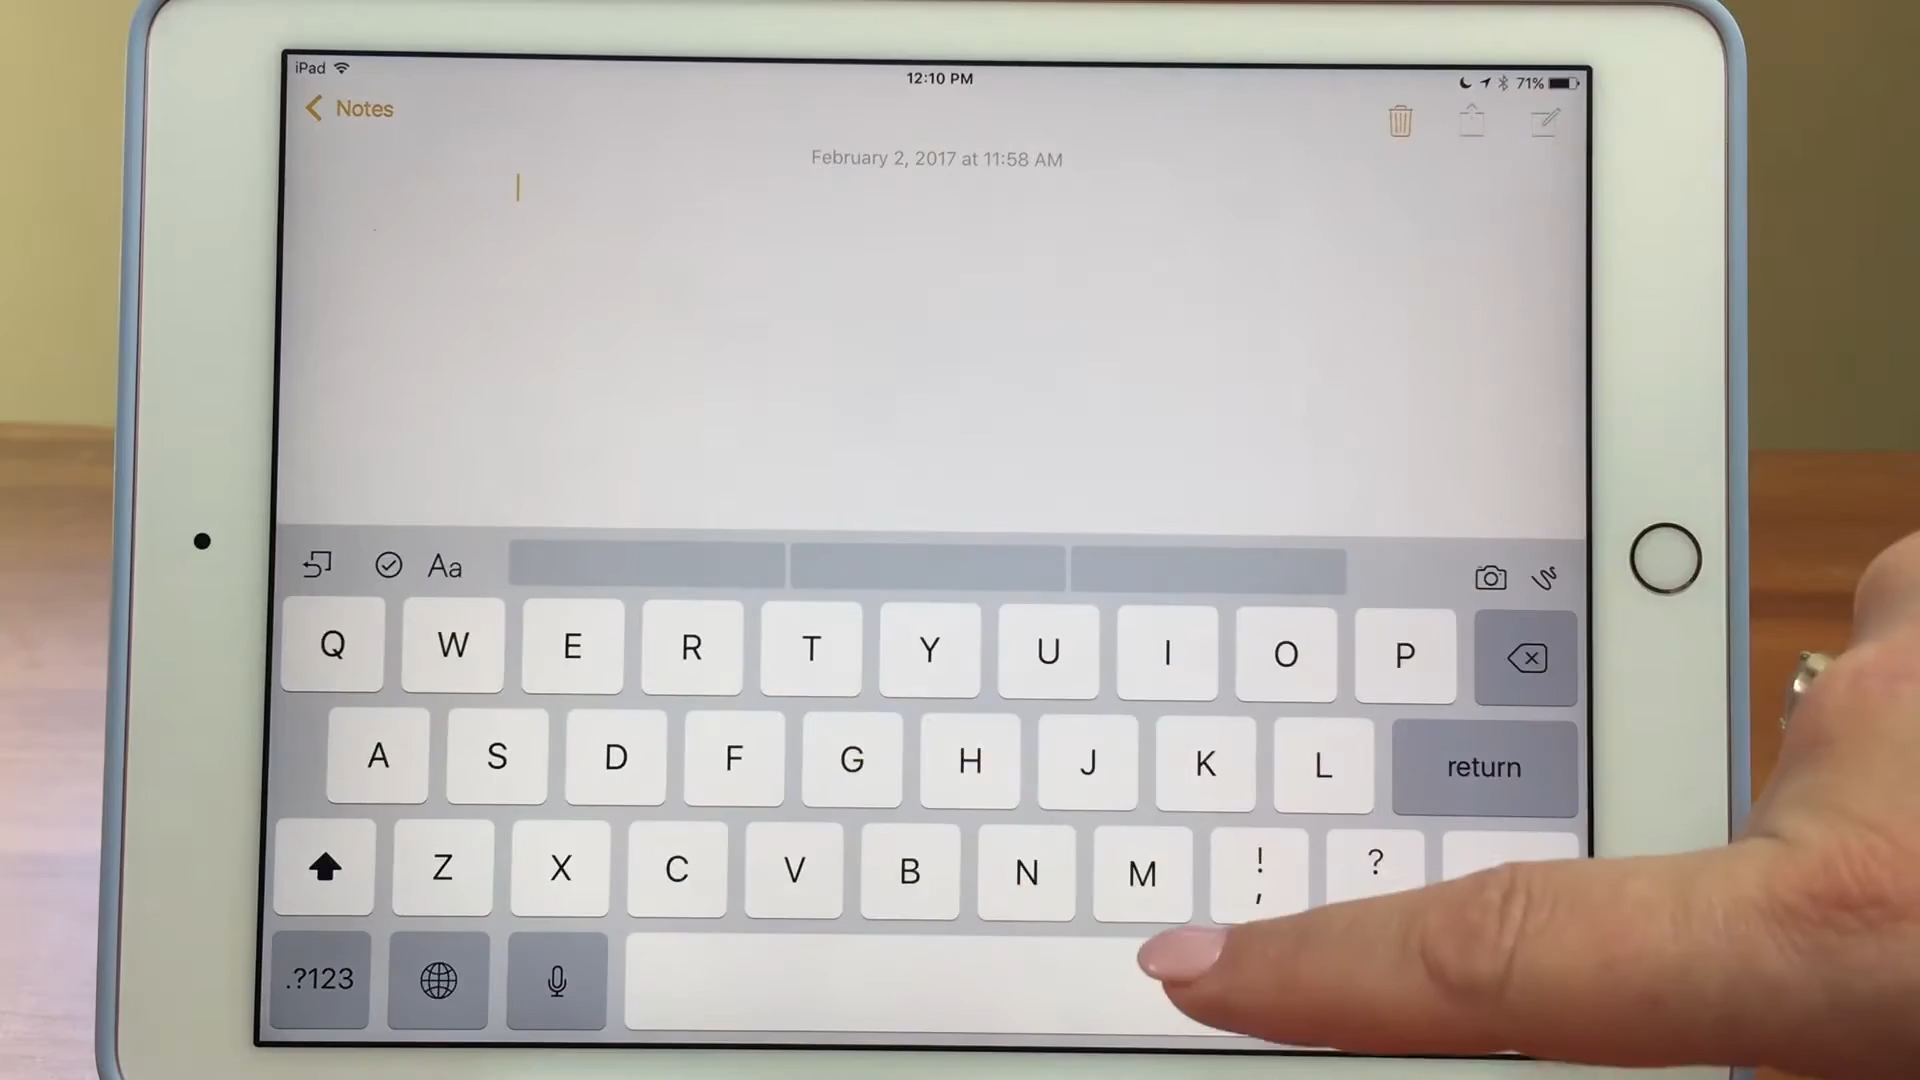 iPad
12:10 PM
71%
Notes
February 2, 2017 at 11:58 AM
Aa
Q W E R T Y U I O P
A S D F G H J K L return
Z X C V B N M ! , ?
.?123